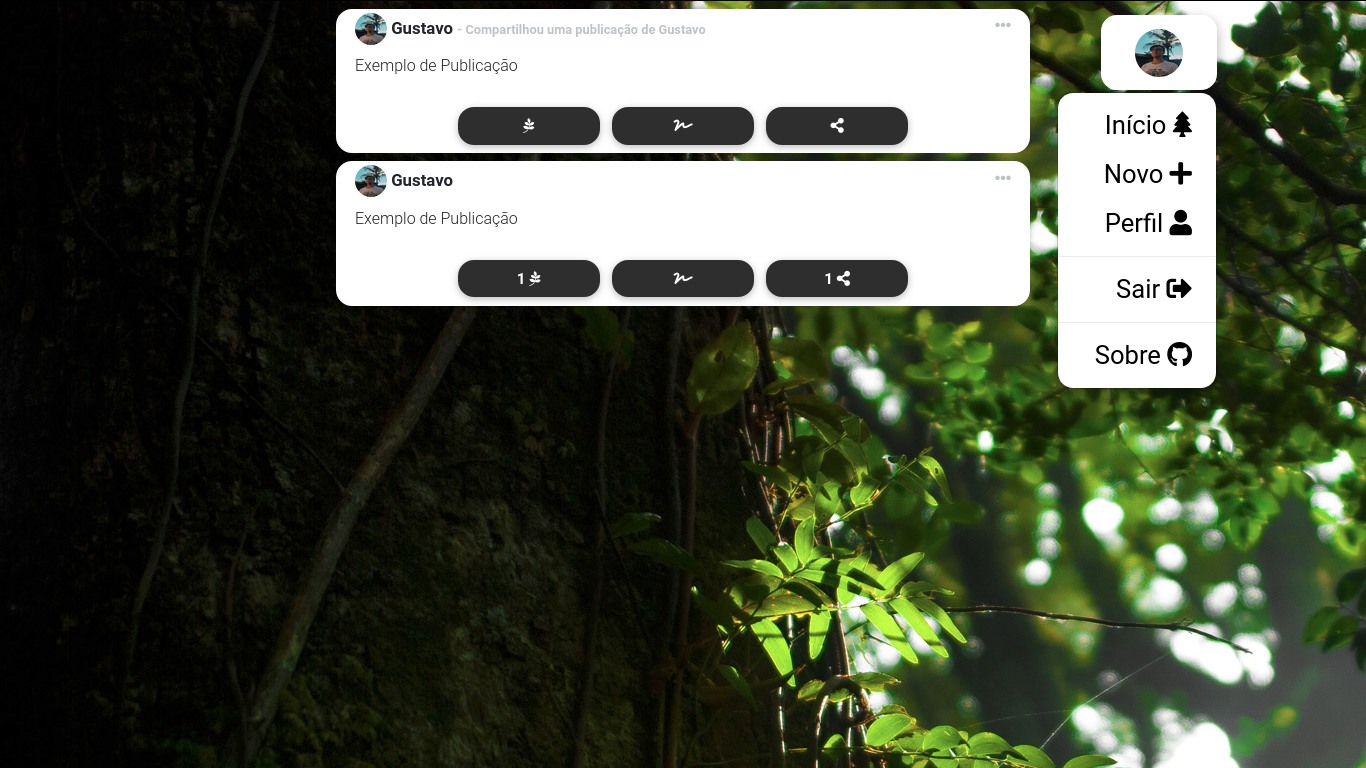 Gustavo - Compartilhou uma publicação de Gustavo
Exemplo de Publicação
Gustavo
Exemplo de Publicação
1
1
Início
Novo
Perfil
Sair
Sobre